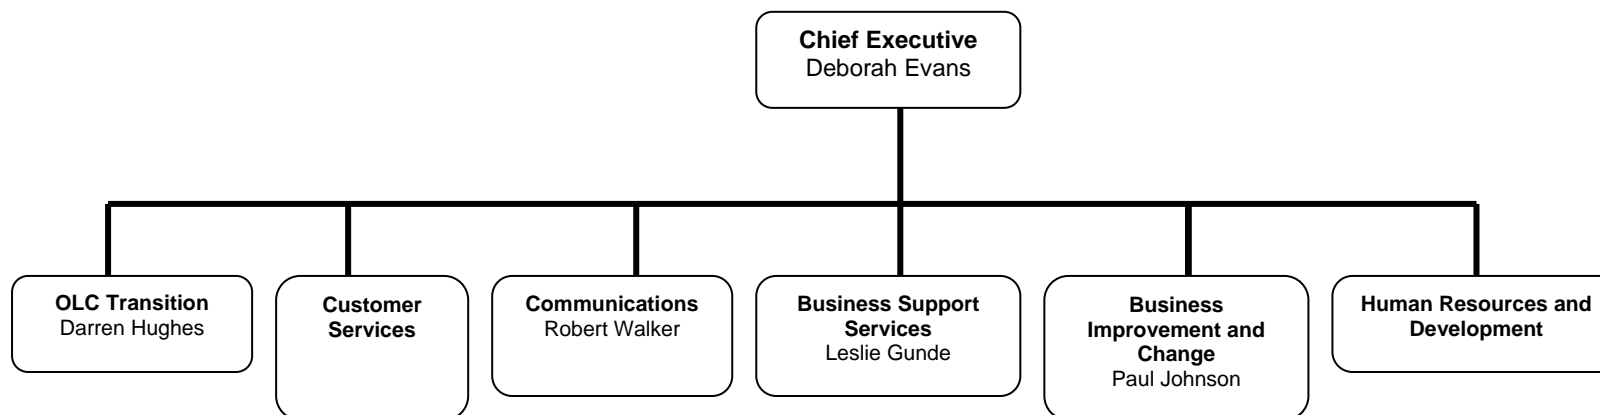 Chief Executive
Deborah Evans
OLC Transition
Darren Hughes
Customer
Services
Communications
Robert Walker
Business Support
Services
Leslie Gunde
Business
Improvement and
Change
Paul Johnson
Human Resources and
Development